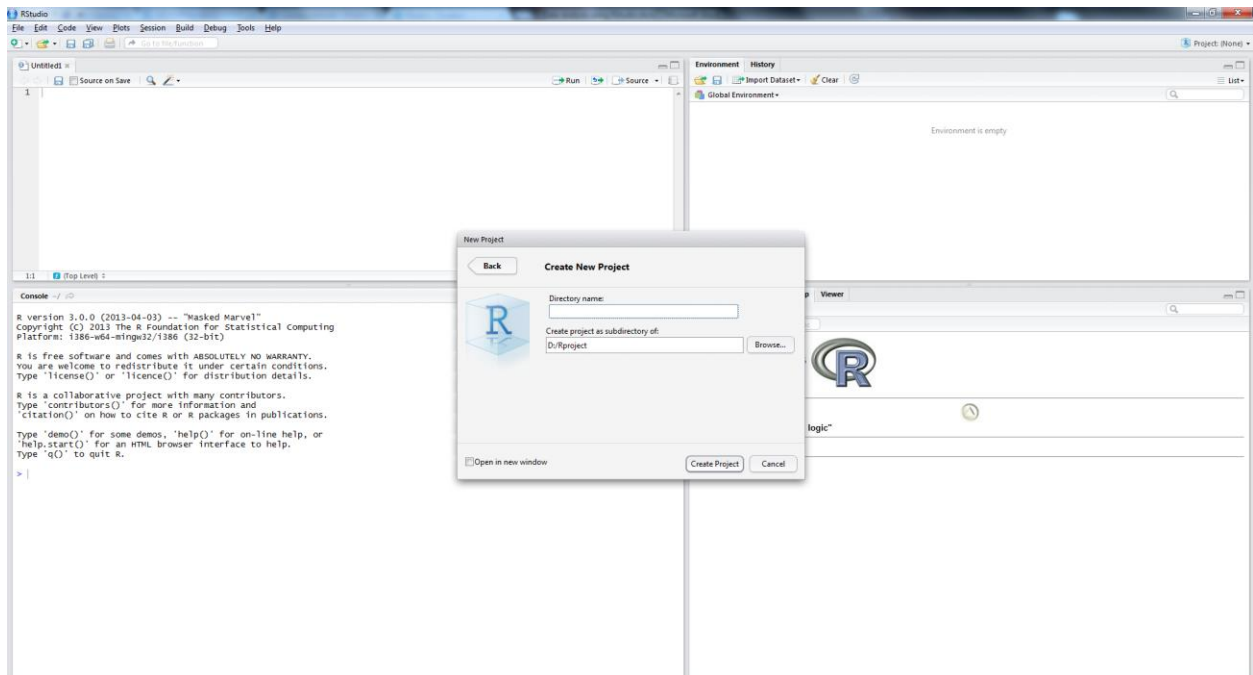 RStudio
File Edit Code View Plots Session Build Debug Tools Help
Go to file/function
Project: (None)
Untitled1
Source on Save
Run
Source
1
1:1 (Top Level)
Environment History
Import Dataset Clear
List
Global Environment
Environment is empty
Console ~/
R version 3.0.0 (2013-04-03) -- "Masked Marvel"
Copyright (C) 2013 The R Foundation for Statistical Computing
Platform: i386-w64-mingw32/i386 (32-bit)
R is free software and comes with ABSOLUTELY NO WARRANTY.
You are welcome to redistribute it under certain conditions.
Type 'license()' or 'licence()' for distribution details.
R is a collaborative project with many contributors.
Type 'contributors()' for more information and
'citation()' on how to cite R or R packages in publications.
Type 'demo()' for some demos, 'help()' for on-line help, or
'help.start()' for an HTML browser interface to help.
Type 'q()' to quit R.
>
New Project
Back
Create New Project
R
Directory name:
Create project as subdirectory of:
D:/Rproject
Browse...
Open in new window
Create Project
Cancel
p Viewer
R
logic"